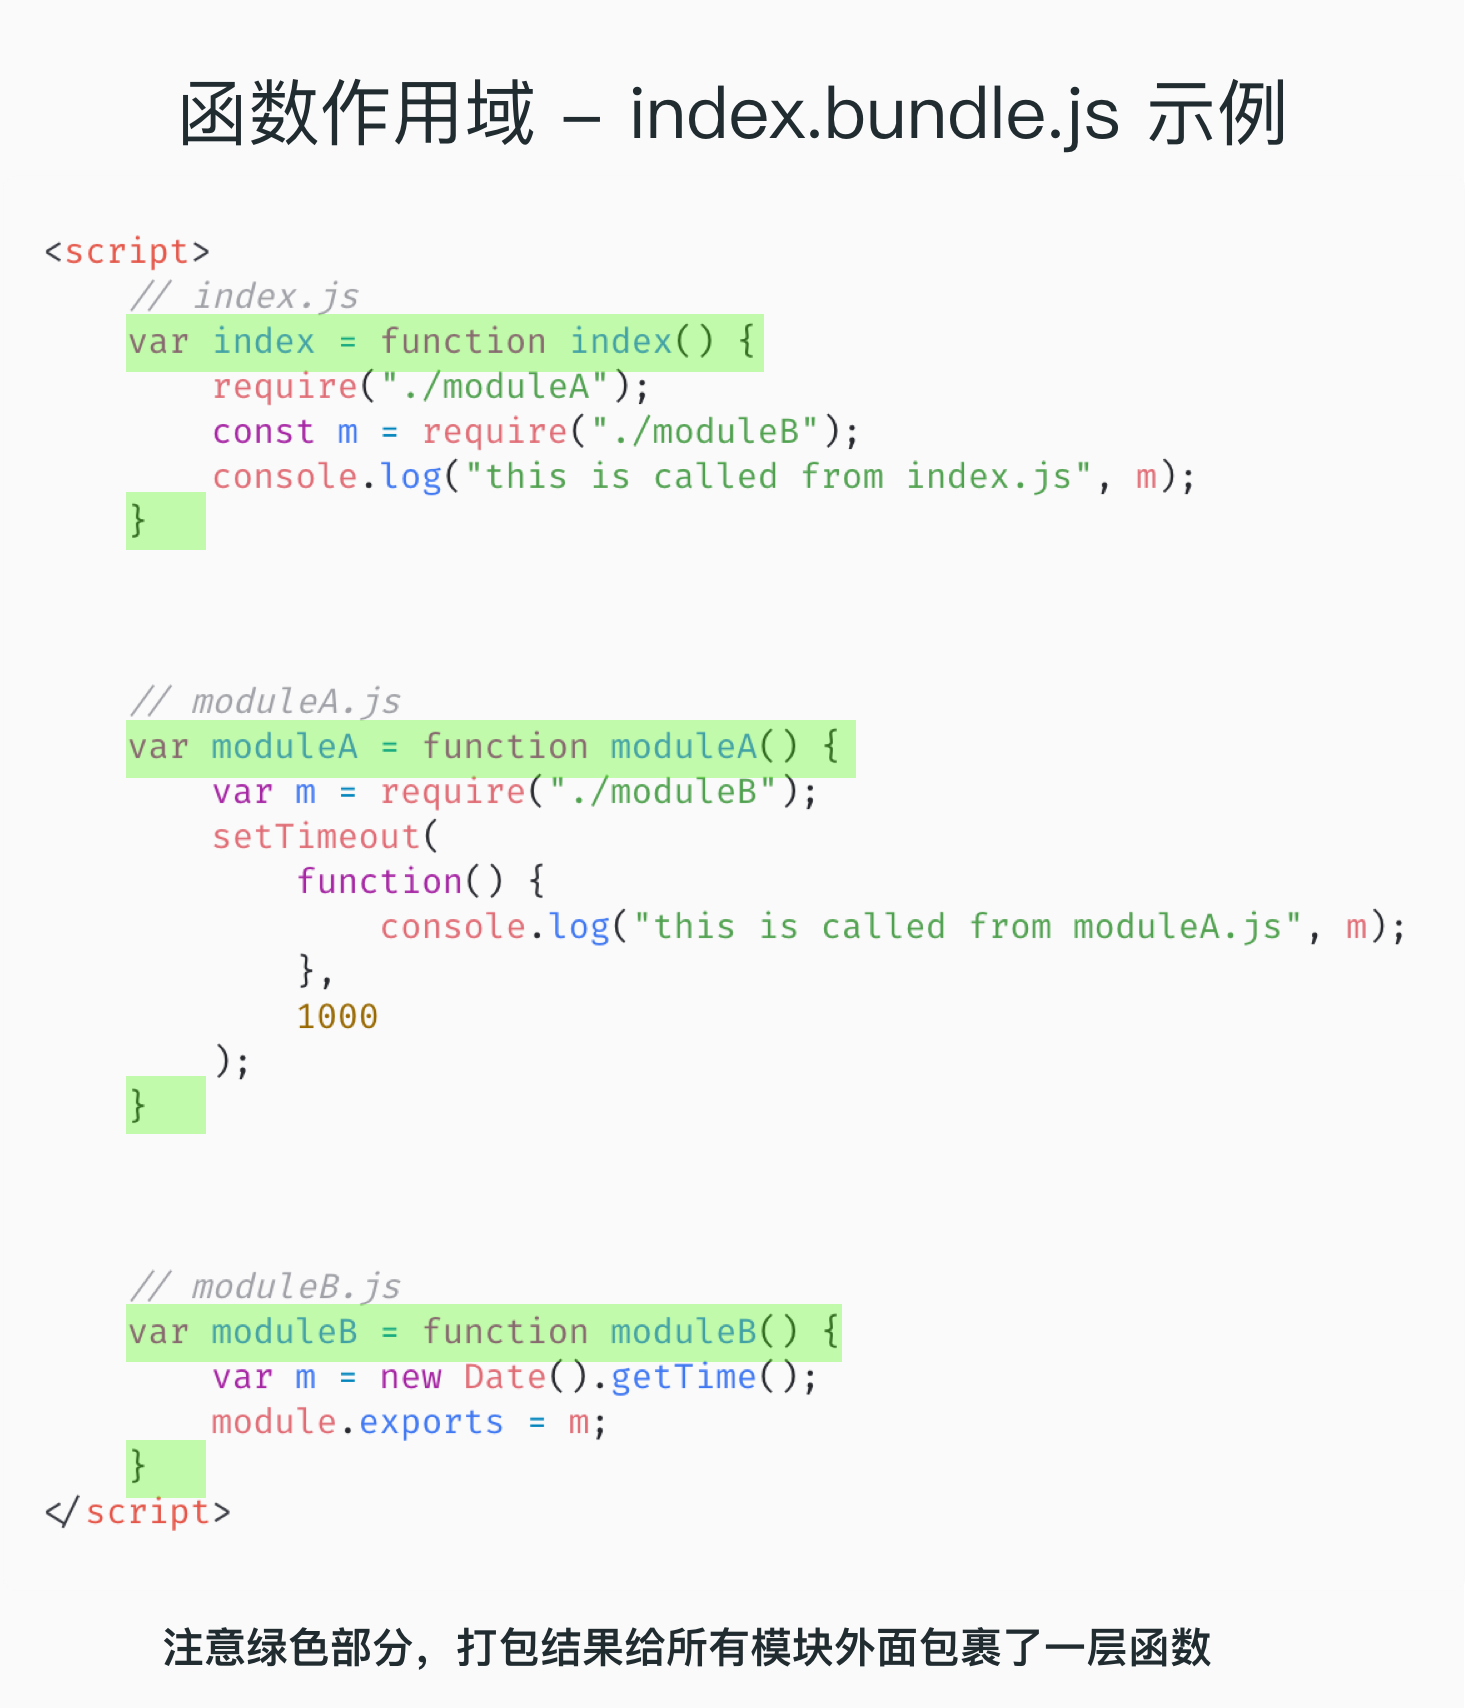 函数作用域 – index.bundle.js 示例
<script>
// index.js
var index = function index() {
require("./moduleA");
const m = require("./moduleB");
console.log("this is called from index.js", m);
}
// moduleA.js
var moduleA = function moduleA() {
var m = require("./moduleB");
setTimeout(
function() {
console.log("this is called from moduleA.js", m);
},
1000
);
}
// moduleB.js
var moduleB = function moduleB() {
var m = new Date().getTime();
module.exports = m;
}
</script>
注意绿色部分，打包结果给所有模块外面包裹了一层函数